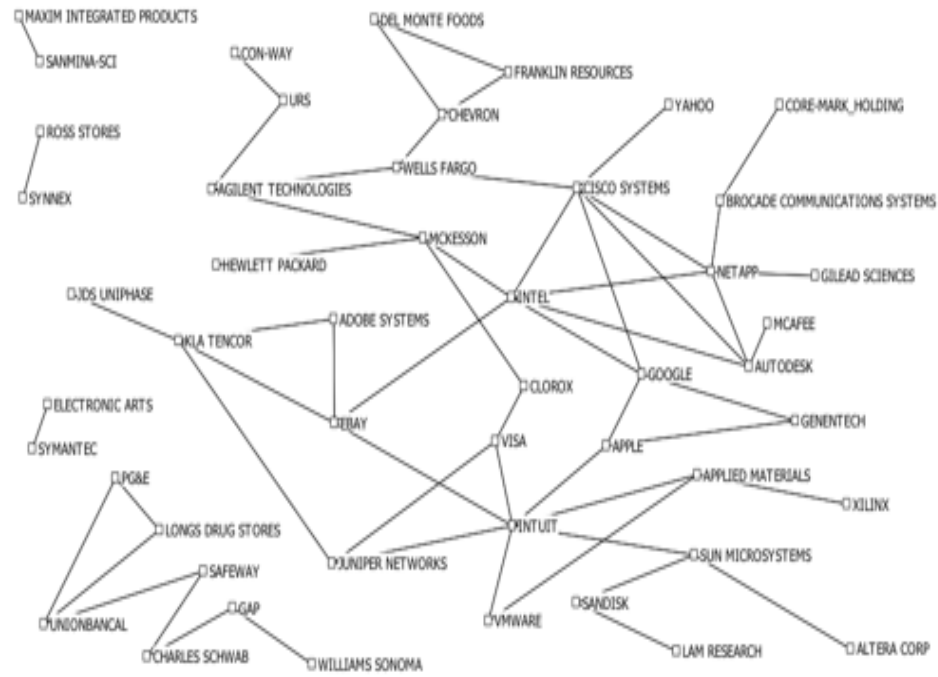 MAXIM INTEGRATED PRODUCTS
DEL MONTE FOODS
CON-WAY
SANMINA-SCI
FRANKLIN RESOURCES
URS
YAHOO
CORE-MARK_HOLDING
CHEVRON
ROSS STORES
WELLS FARGO
AGILENT TECHNOLOGIES
CISCO SYSTEMS
SYNNEX
BROCADE COMMUNICATIONS SYSTEMS
MCKESSON
HEWLETT PACKARD
NETAPP
GILEAD SCIENCES
JDS UNIPHASE
INTEL
ADOBE SYSTEMS
MCAFEE
KLA TENCOR
AUTODESK
GOOGLE
CLOROX
ELECTRONIC ARTS
EBAY
GENENTECH
VISA
APPLE
SYMANTEC
PG&E
APPLIED MATERIALS
XILINX
LONGS DRUG STORES
INTUIT
SUN MICROSYSTEMS
JUNIPER NETWORKS
SAFEWAY
SANDISK
GAP
UNIONBANCAL
VMWARE
LAM RESEARCH
ALTERA CORP
CHARLES SCHWAB
WILLIAMS SONOMA